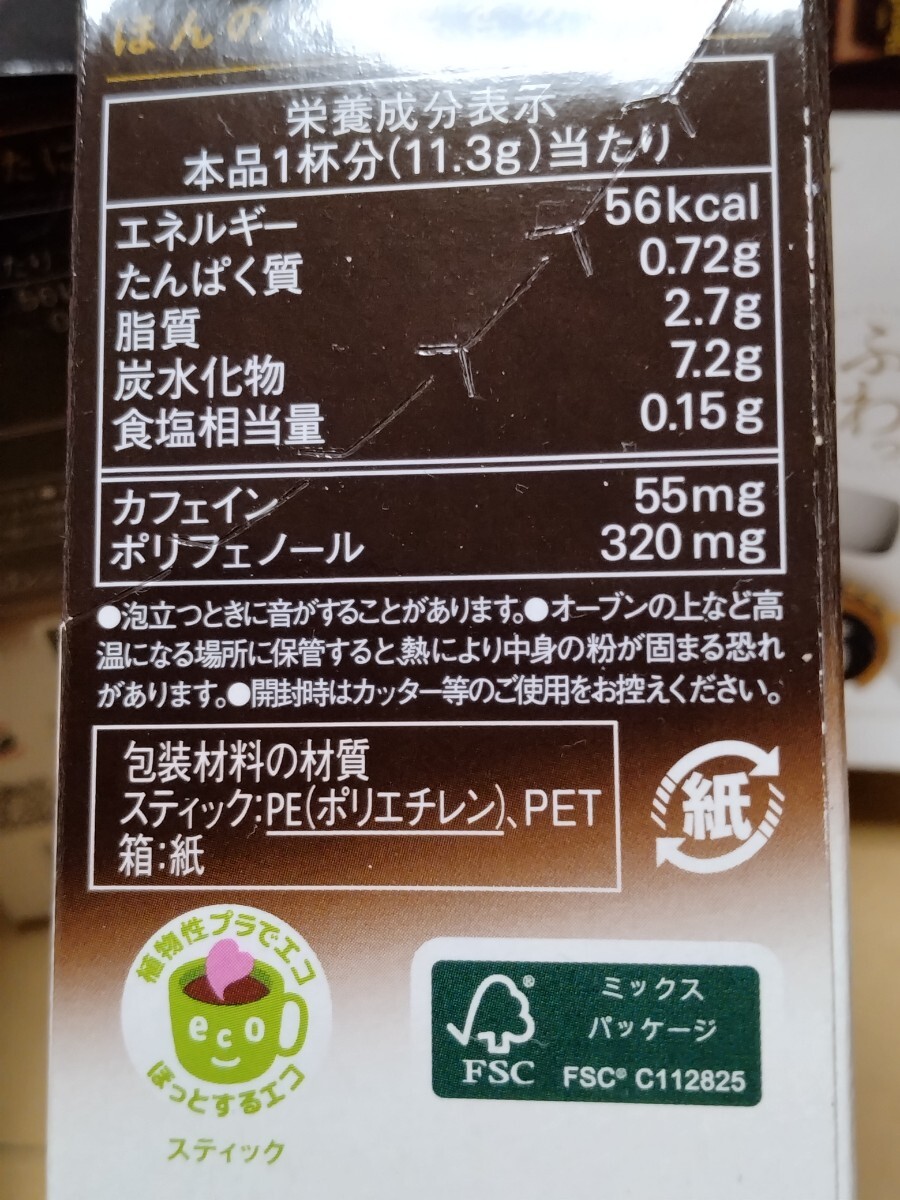 ほんの
栄養成分表示
本品1杯分(11.3g)当たり
エネルギー 56kcal
たんぱく質 0.72g
脂質 2.7g
炭水化物 7.2g
食塩相当量 0.15g
カフェイン 55mg
ポリフェノール 320mg
●泡立つときに音がすることがあります。●オーブンの上など高
温になる場所に保管すると、熱により中身の粉が固まる恐れ
があります。●開封時はカッター等のご使用をお控えください。
包装材料の材質
スティック:PE(ポリエチレン)、PET
箱:紙
紙
植物性プラでエコ
eco
ほっとするエコ
スティック
FSC
ミックス
パッケージ
FSC® C112825
ふ
わ